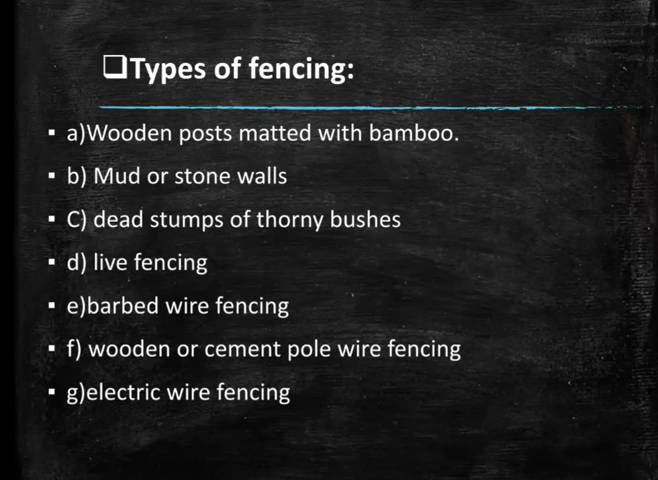 Types of fencing:
a)Wooden posts matted with bamboo.
b) Mud or stone walls
C) dead stumps of thorny bushes
d) live fencing
e)barbed wire fencing
f) wooden or cement pole wire fencing
g)electric wire fencing